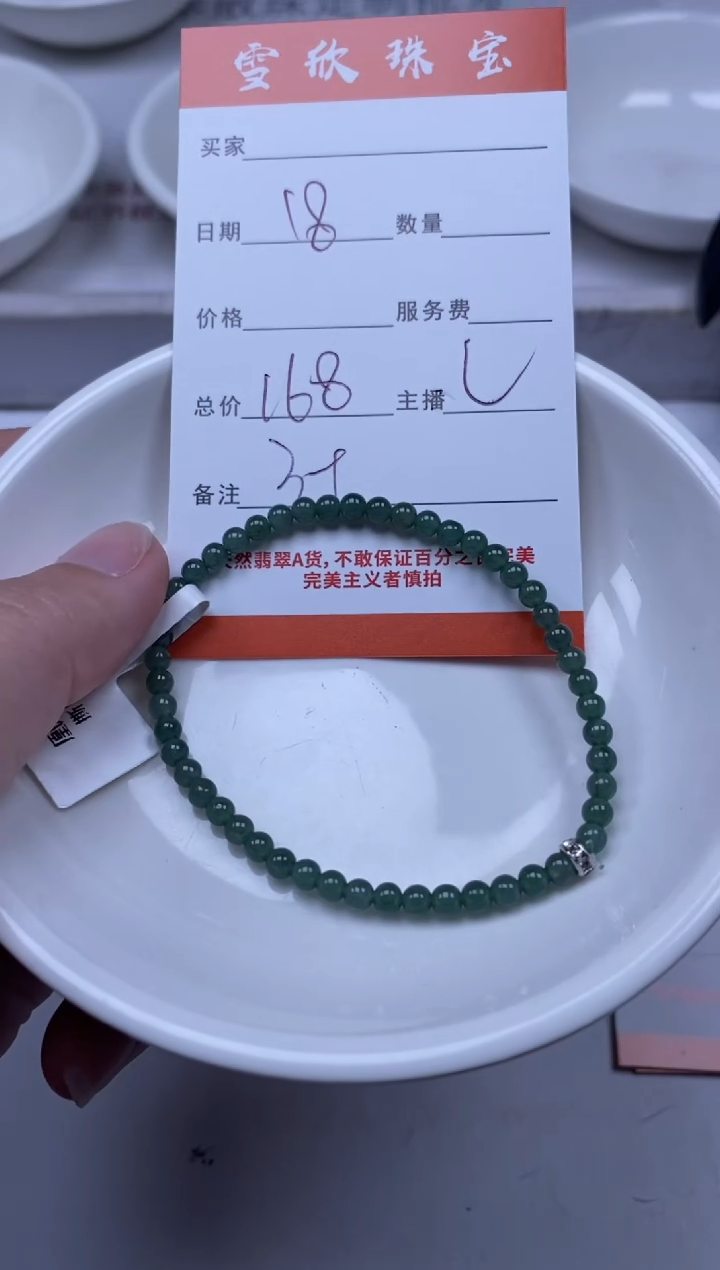 雪欣珠宝
买家
日期 18 数量
价格 服务费
总价 168 主播
备注
然翡翠A货,不敢保证百分之百完美
完美主义者慎拍